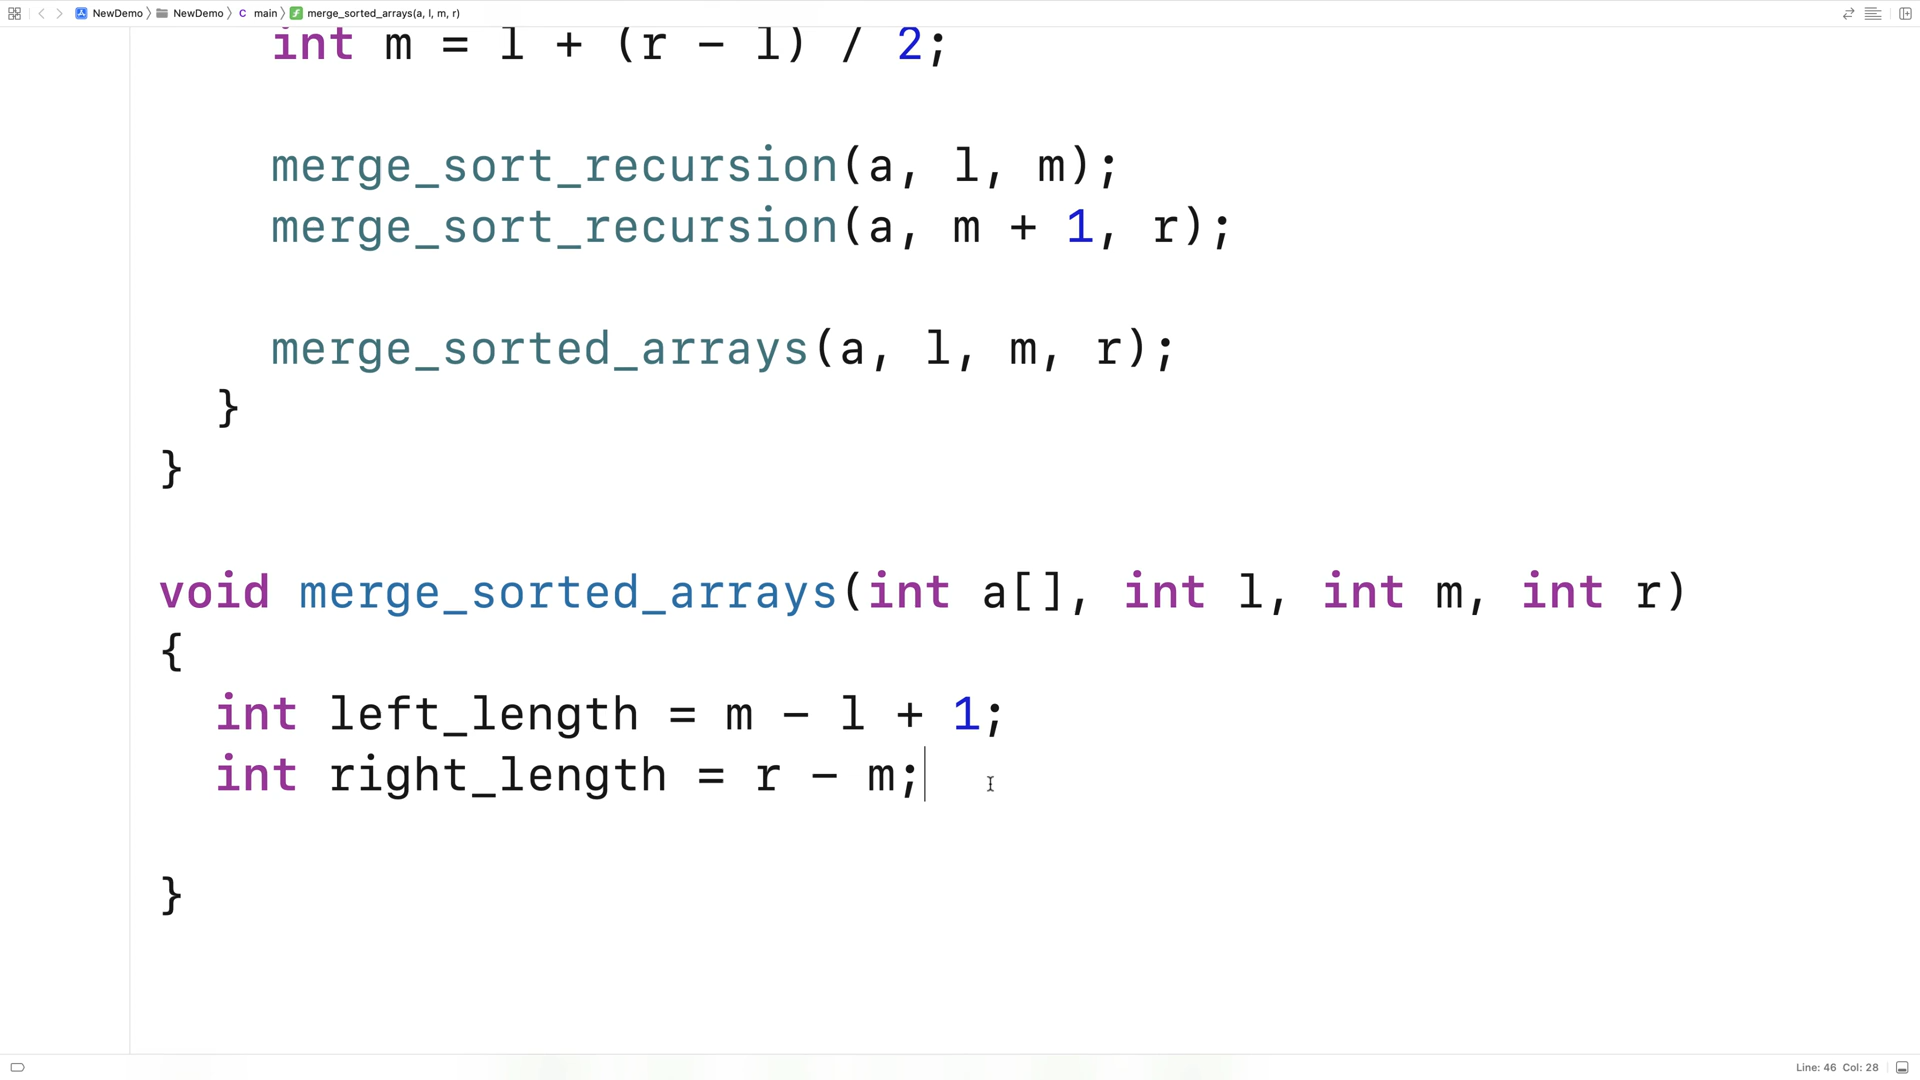 NewDemo NewDemo C main f merge_sorted_arrays(a, l, m, r)
int m = l + (r - l) / 2;
merge_sort_recursion(a, l, m);
merge_sort_recursion(a, m + 1, r);
merge_sorted_arrays(a, l, m, r);
}
}
void merge_sorted_arrays(int a[], int l, int m, int r)
{
int left_length = m - l + 1;
int right_length = r - m;
}
Line: 46 Col: 28